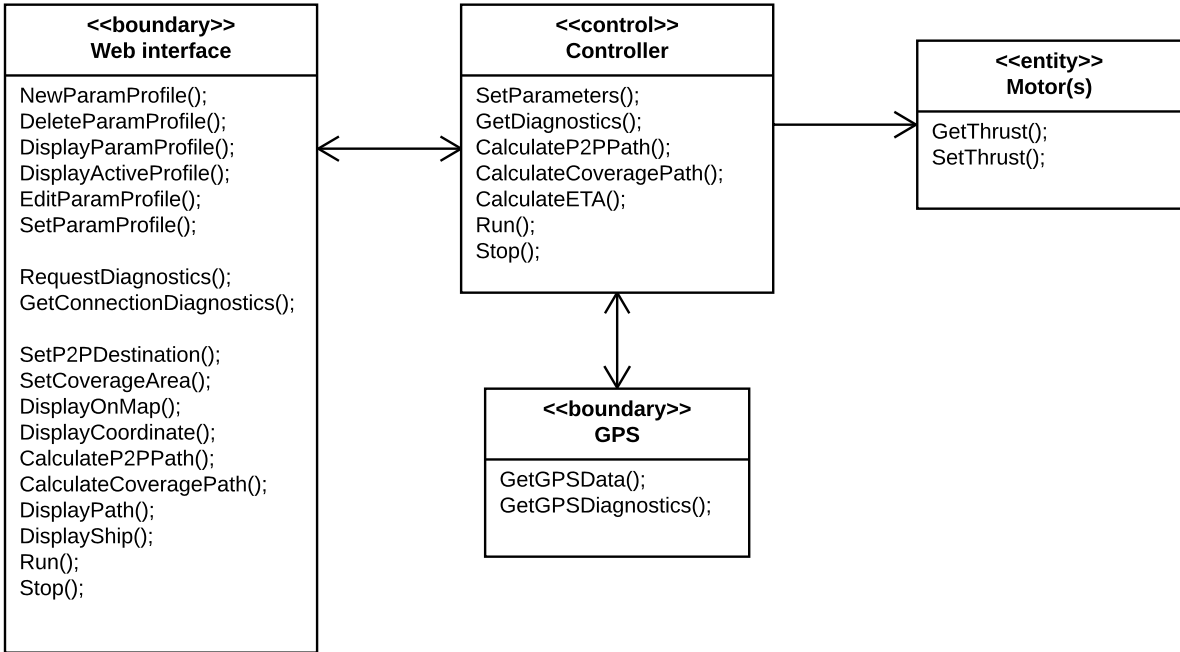 <<boundary>>
Web interface
NewParamProfile();
DeleteParamProfile();
DisplayParamProfile();
DisplayActiveProfile();
EditParamProfile();
SetParamProfile();
RequestDiagnostics();
GetConnectionDiagnostics();
SetP2PDestination();
SetCoverageArea();
DisplayOnMap();
DisplayCoordinate();
CalculateP2PPath();
CalculateCoveragePath();
DisplayPath();
DisplayShip();
Run();
Stop();
<<control>>
Controller
SetParameters();
GetDiagnostics();
CalculateP2PPath();
CalculateCoveragePath();
CalculateETA();
Run();
Stop();
<<entity>>
Motor(s)
GetThrust();
SetThrust();
<<boundary>>
GPS
GetGPSData();
GetGPSDiagnostics();